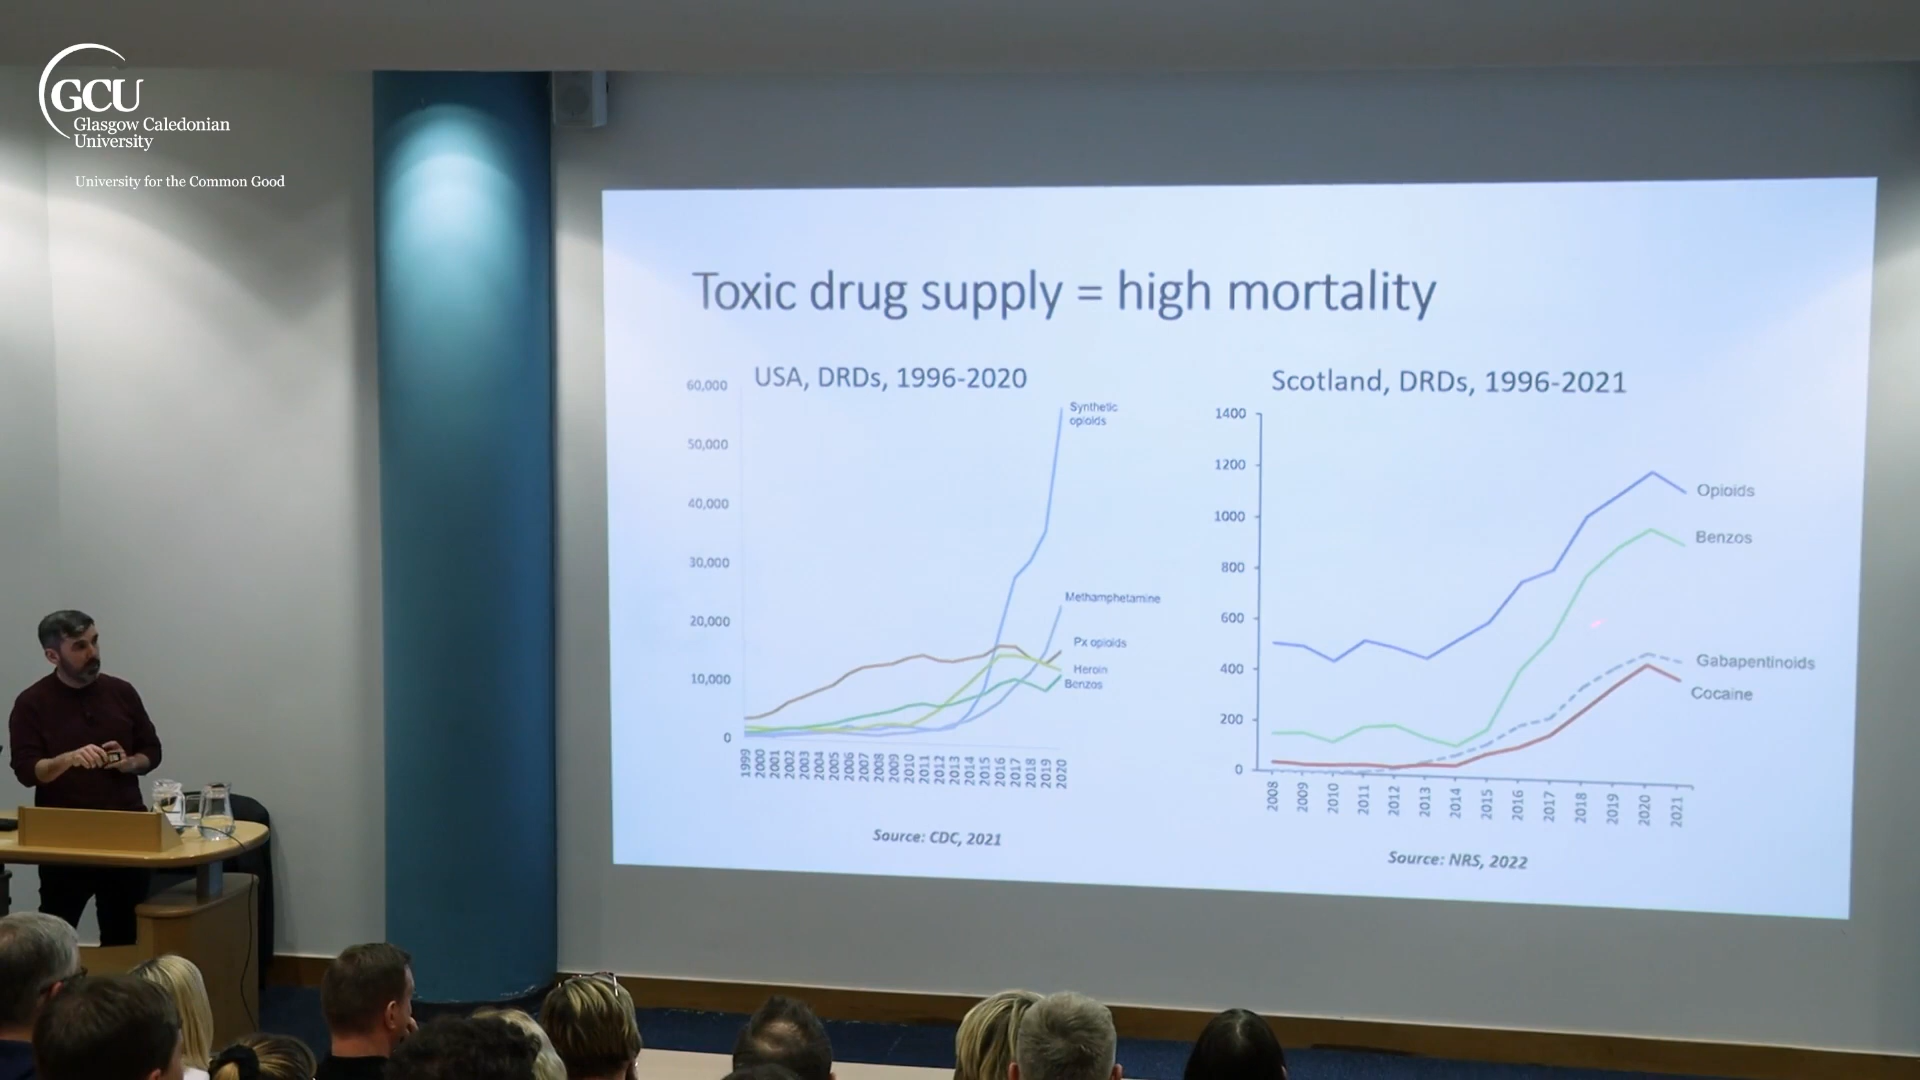 GCU
Glasgow Caledonian
University
University for the Common Good
Toxic drug supply = high mortality
USA, DRDs, 1996-2020
60,000
50,000
40,000
30,000
20,000
10,000
0
Synthetic
opioids
Methamphetamine
Px opioids
Heroin
Benzos
1999
2000
2001
2002
2003
2004
2005
2006
2007
2008
2009
2010
2011
2012
2013
2014
2015
2016
2017
2018
2019
2020
Source: CDC, 2021
Scotland, DRDs, 1996-2021
1400
1200
1000
800
600
400
200
0
Opioids
Benzos
Gabapentinoids
Cocaine
2008
2009
2010
2011
2012
2013
2014
2015
2016
2017
2018
2019
2020
2021
Source: NRS, 2022